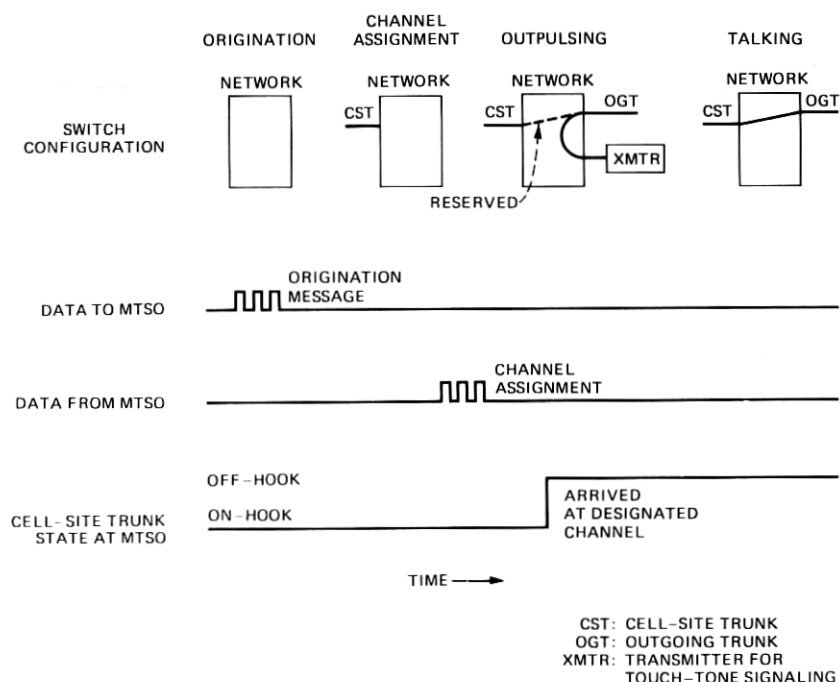 ORIGINATION
CHANNEL
ASSIGNMENT
OUTPULSING
TALKING
SWITCH
CONFIGURATION
NETWORK
CST
NETWORK
CST
NETWORK
OGT
XMTR
RESERVED
CST
NETWORK
OGT
DATA TO MTSO
ORIGINATION
MESSAGE
DATA FROM MTSO
CHANNEL
ASSIGNMENT
CELL-SITE TRUNK
STATE AT MTSO
OFF-HOOK
ON-HOOK
ARRIVED
AT DESIGNATED
CHANNEL
TIME
CST: CELL-SITE TRUNK
OGT: OUTGOING TRUNK
XMTR: TRANSMITTER FOR
TOUCH-TONE SIGNALING